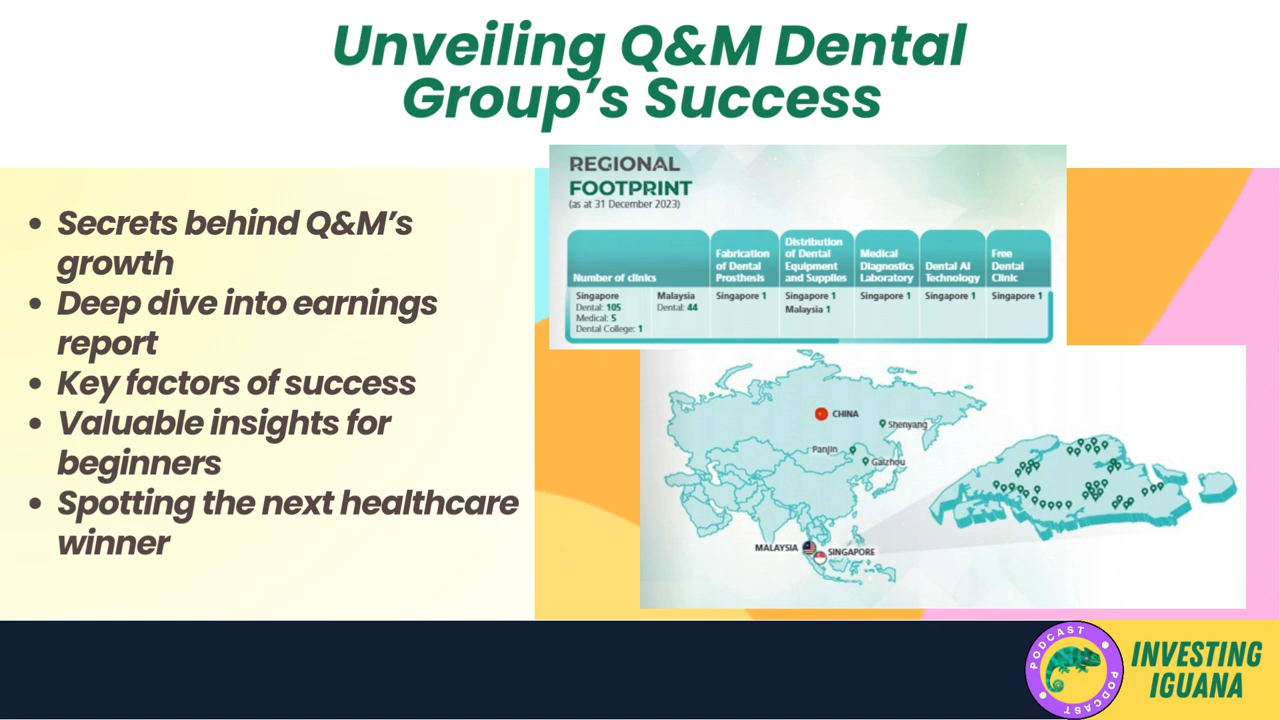 Unveiling Q&M Dental
Group’s Success
• Secrets behind Q&M’s
growth
• Deep dive into earnings
report
• Key factors of success
• Valuable insights for
beginners
• Spotting the next healthcare
winner
REGIONAL
FOOTPRINT
(as at 31 December 2023)
Number of clinics
Fabrication
of Dental
Prosthesis
Distribution
of Dental
Equipment
and Supplies
Medical
Diagnostics
Laboratory
Dental AI
Technology
Free
Dental
Clinic
Singapore
Dental: 105
Medical: 5
Dental College: 1
Malaysia
Dental: 44
Singapore 1
Singapore 1
Malaysia 1
Singapore 1
Singapore 1
Singapore 1
CHINA
Shenyang
Panjin
Gaizhou
MALAYSIA
SINGAPORE
PODCAST
PODCAST
INVESTING
IGUANA